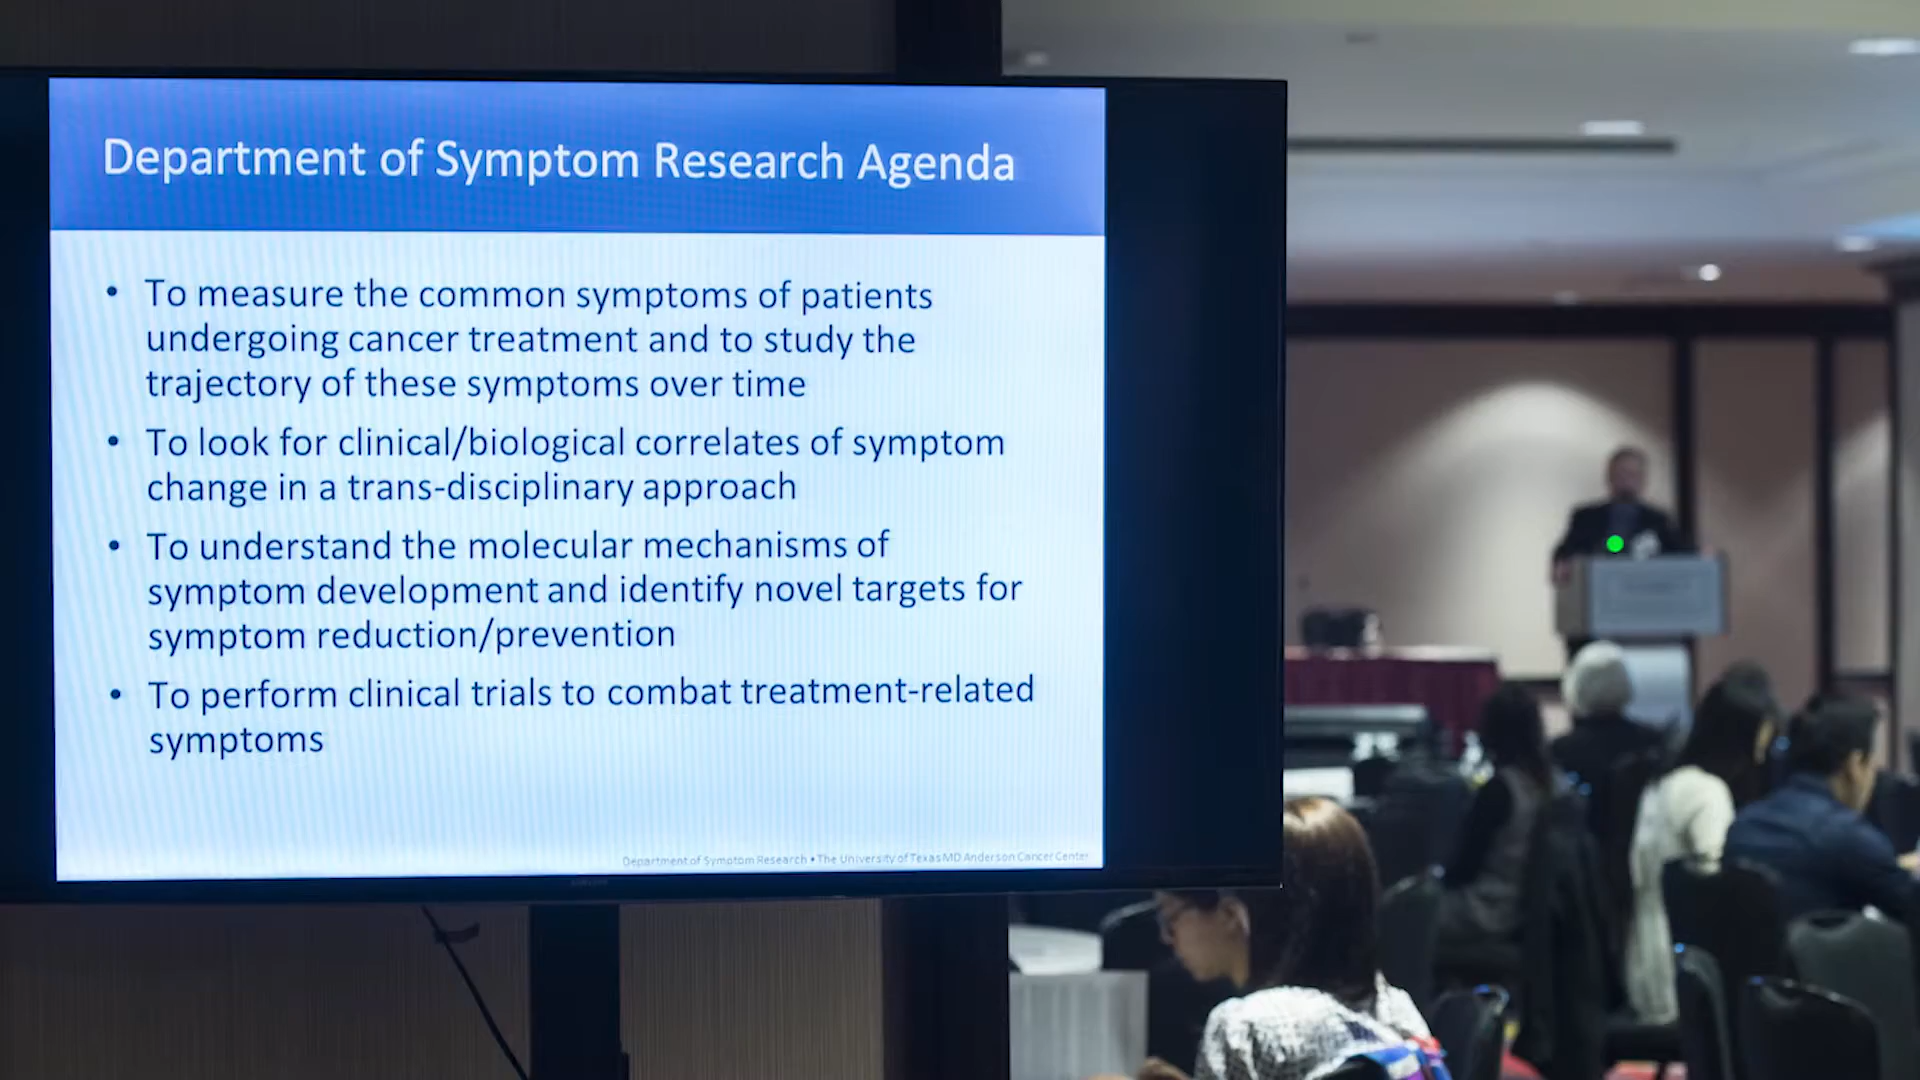 Department of Symptom Research Agenda
• To measure the common symptoms of patients
undergoing cancer treatment and to study the
trajectory of these symptoms over time
• To look for clinical/biological correlates of symptom
change in a trans-disciplinary approach
• To understand the molecular mechanisms of
symptom development and identify novel targets for
symptom reduction/prevention
• To perform clinical trials to combat treatment-related
symptoms
Department of Symptom Research • The University of Texas MD Anderson Cancer Center